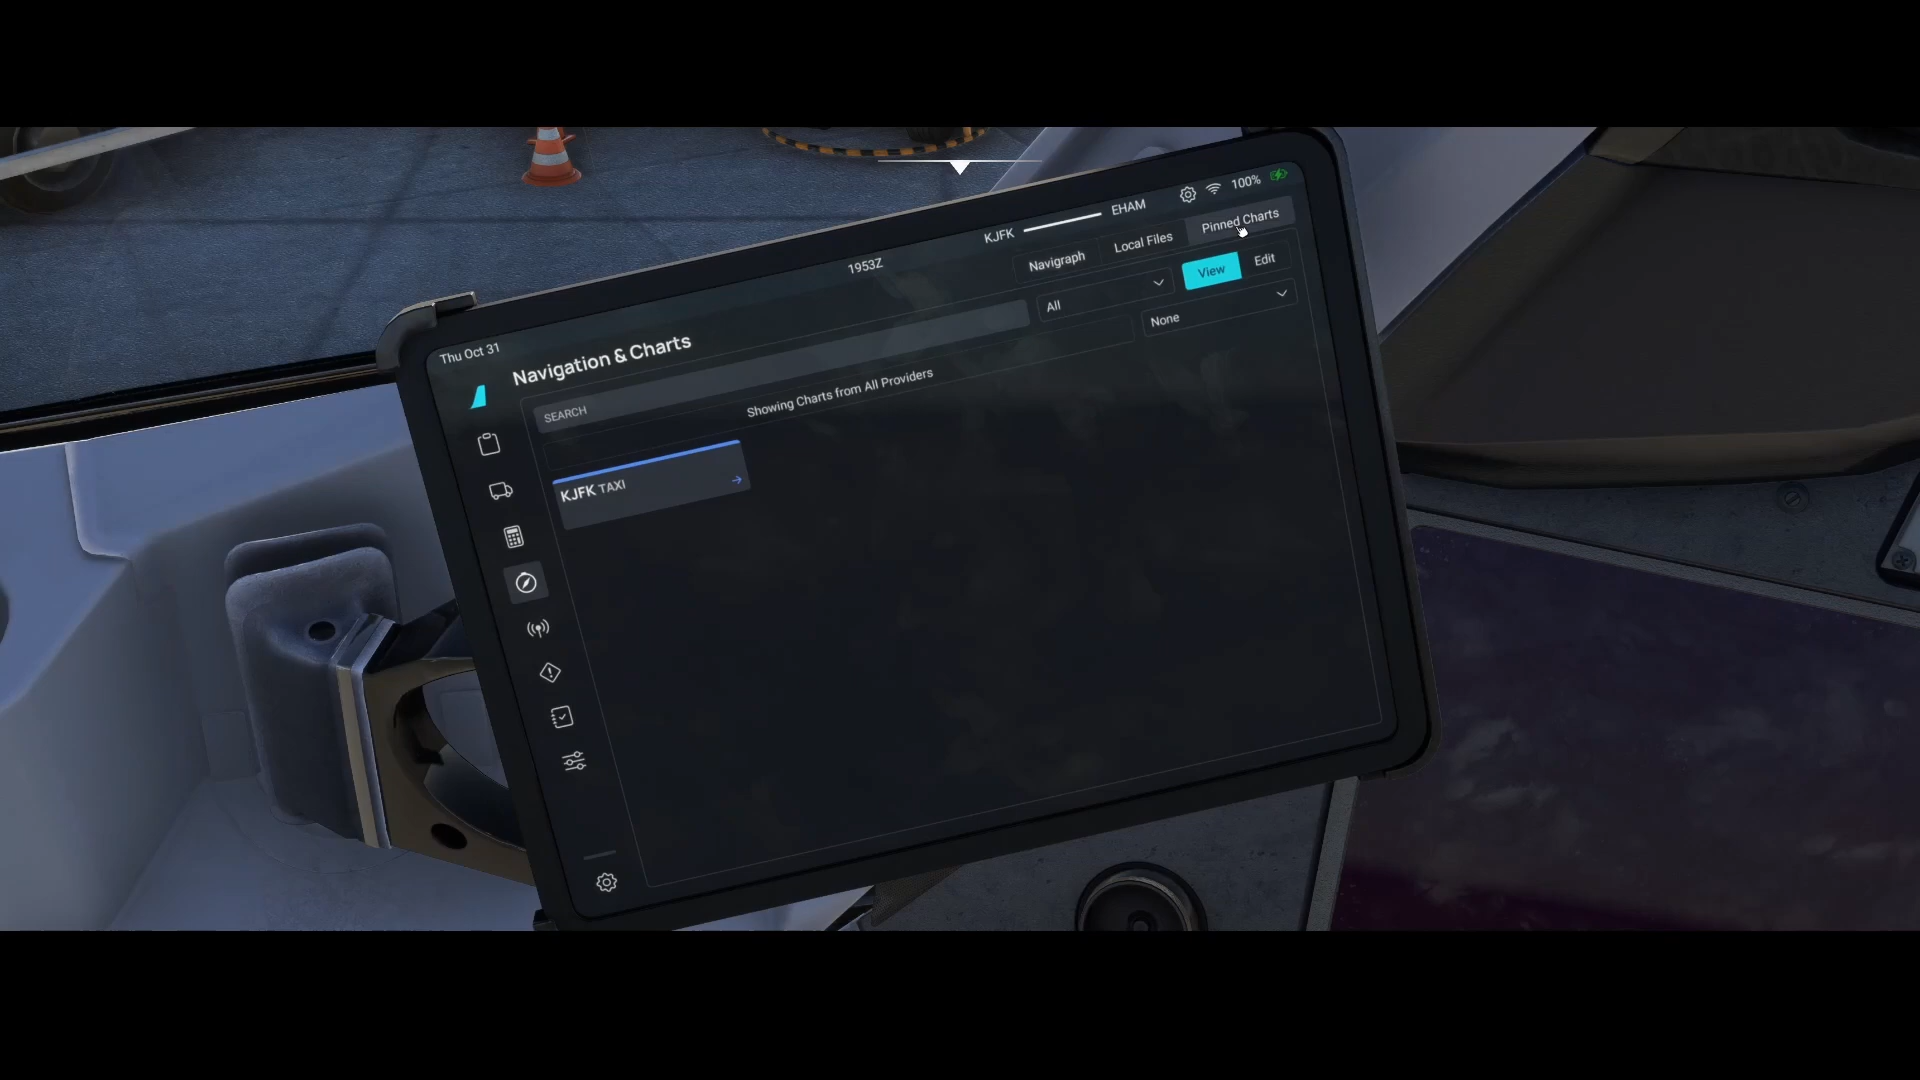 Thu Oct 31
1953Z
KJFK
EHAM
100%
Navigation & Charts
Navigraph
Local Files
Pinned Charts
SEARCH
All
View
Edit
Showing Charts from All Providers
None
KJFK TAXI